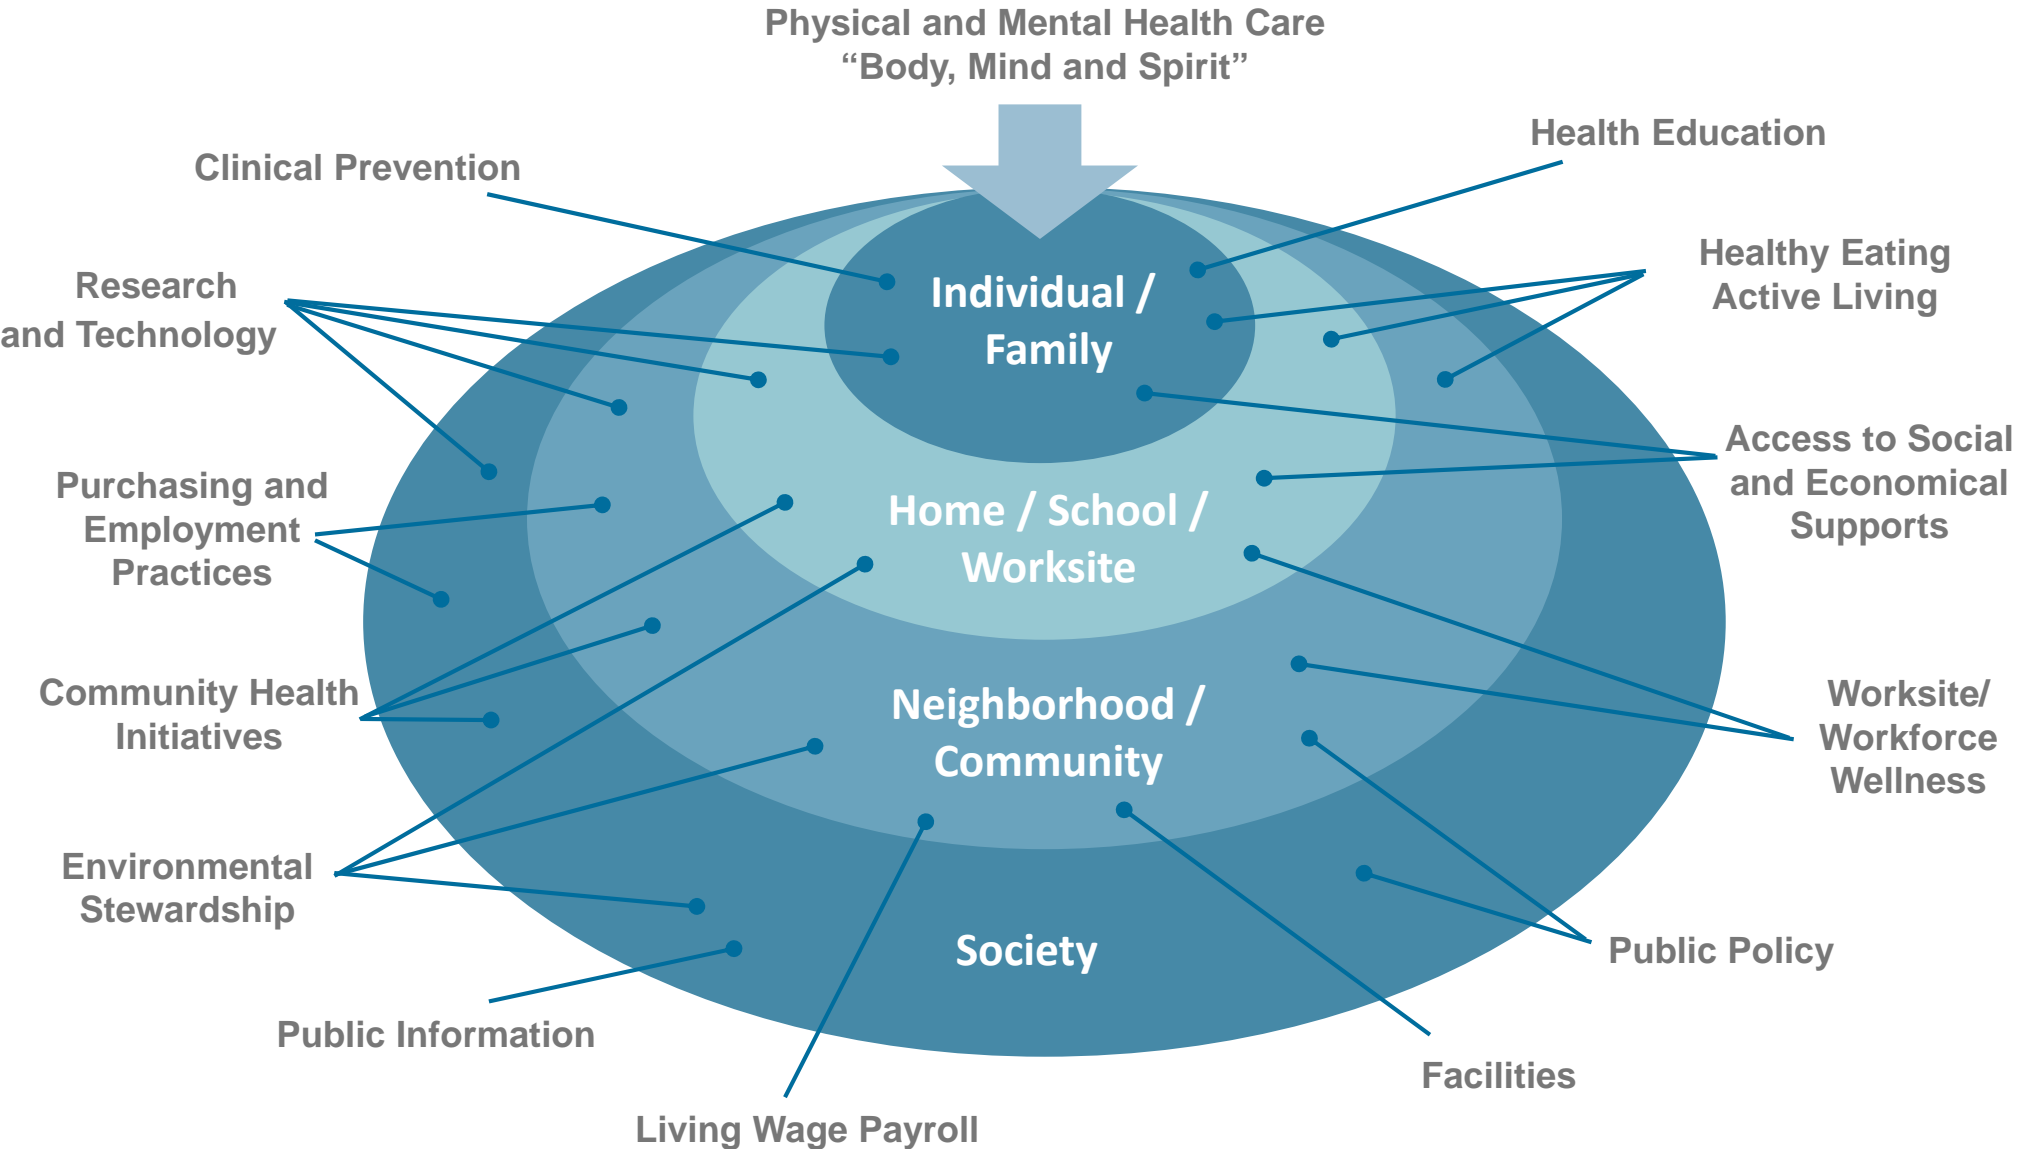 Physical and Mental Health Care
“Body, Mind and Spirit”
Clinical Prevention
Health Education
Research
and Technology
Healthy Eating
Active Living
Individual /
Family
Purchasing and
Employment
Practices
Access to Social
and Economical
Supports
Home / School /
Worksite
Community Health
Initiatives
Neighborhood /
Community
Worksite/
Workforce
Wellness
Environmental
Stewardship
Society
Public Policy
Public Information
Facilities
Living Wage Payroll